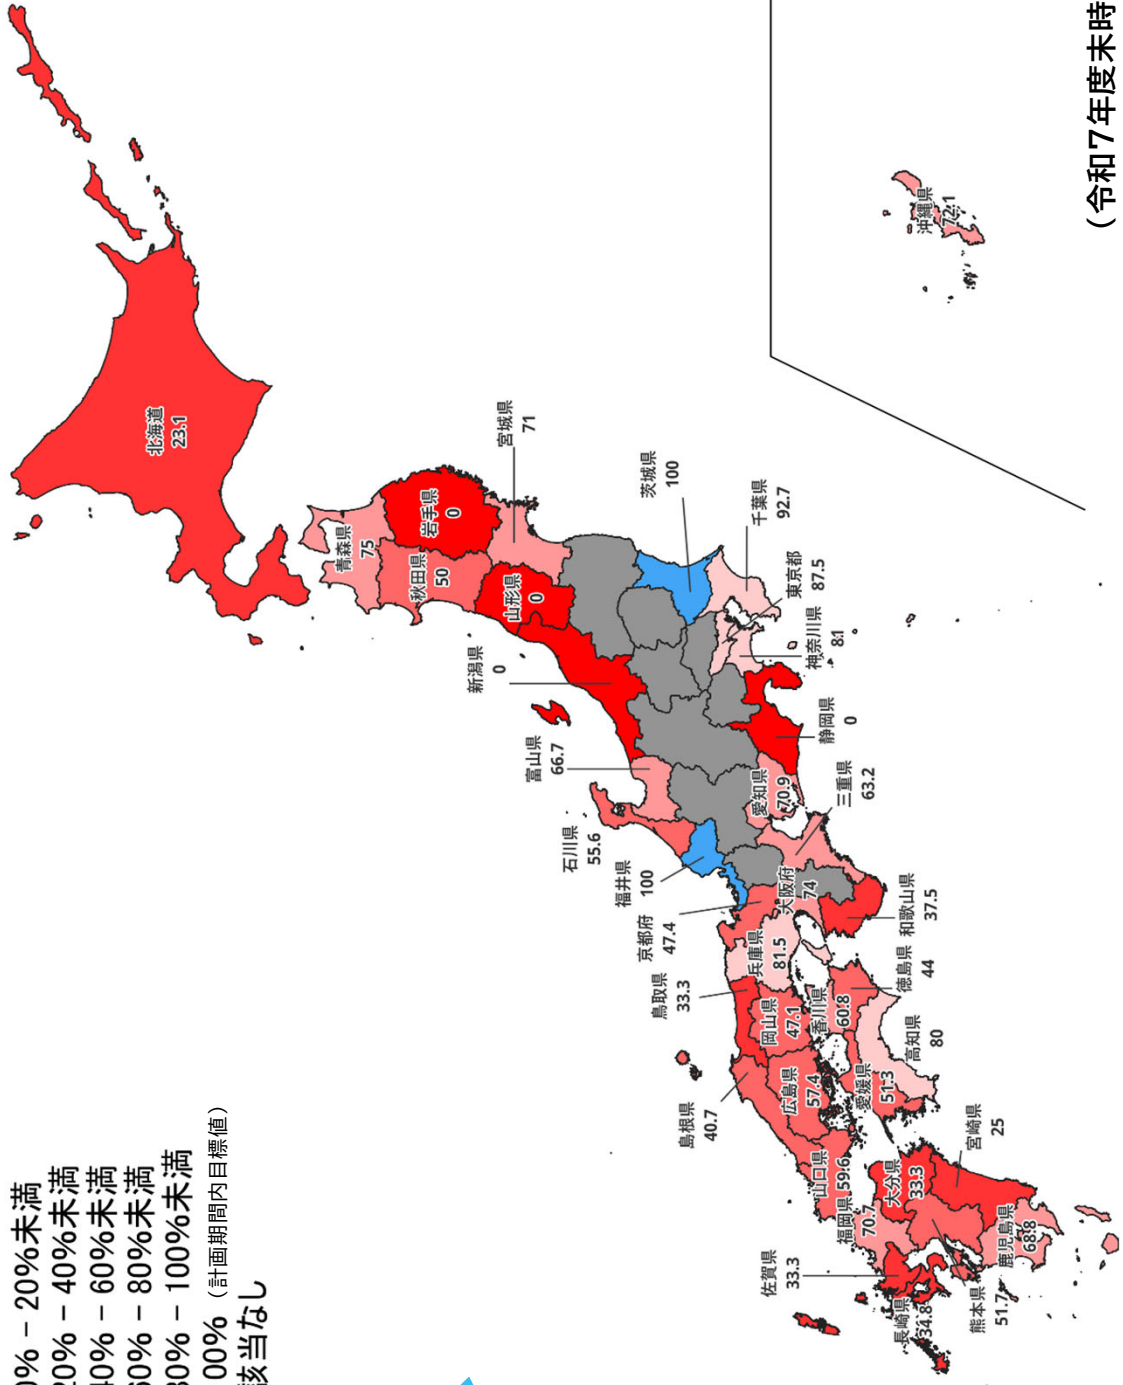 0% – 20%未満
20% – 40%未満
40% – 60%未満
60% – 80%未満
80% – 100%未満
00%（計画期間内目標値）
該当なし
北海道
23.1
青森県
75
岩手県
0
秋田県
50
宮城県
71
山形県
0
新潟県
0
茨城県
100
千葉県
92.7
東京都
87.5
神奈川県
81
静岡県
0
富山県
66.7
石川県
55.6
福井県
100
愛知県
70.9
三重県
63.2
京都府
47.4
大阪府
74
和歌山県
37.5
兵庫県
81.5
鳥取県
33.3
岡山県
47.1
島根県
40.7
広島県
57.4
山口県
59.6
香川県
60.8
徳島県
44
愛媛県
51.3
高知県
80
福岡県
70.7
大分県
33.3
佐賀県
33.3
長崎県
34.8
熊本県
51.7
宮崎県
25
鹿児島県
68.8
沖縄県
72.1
（令和7年度末時